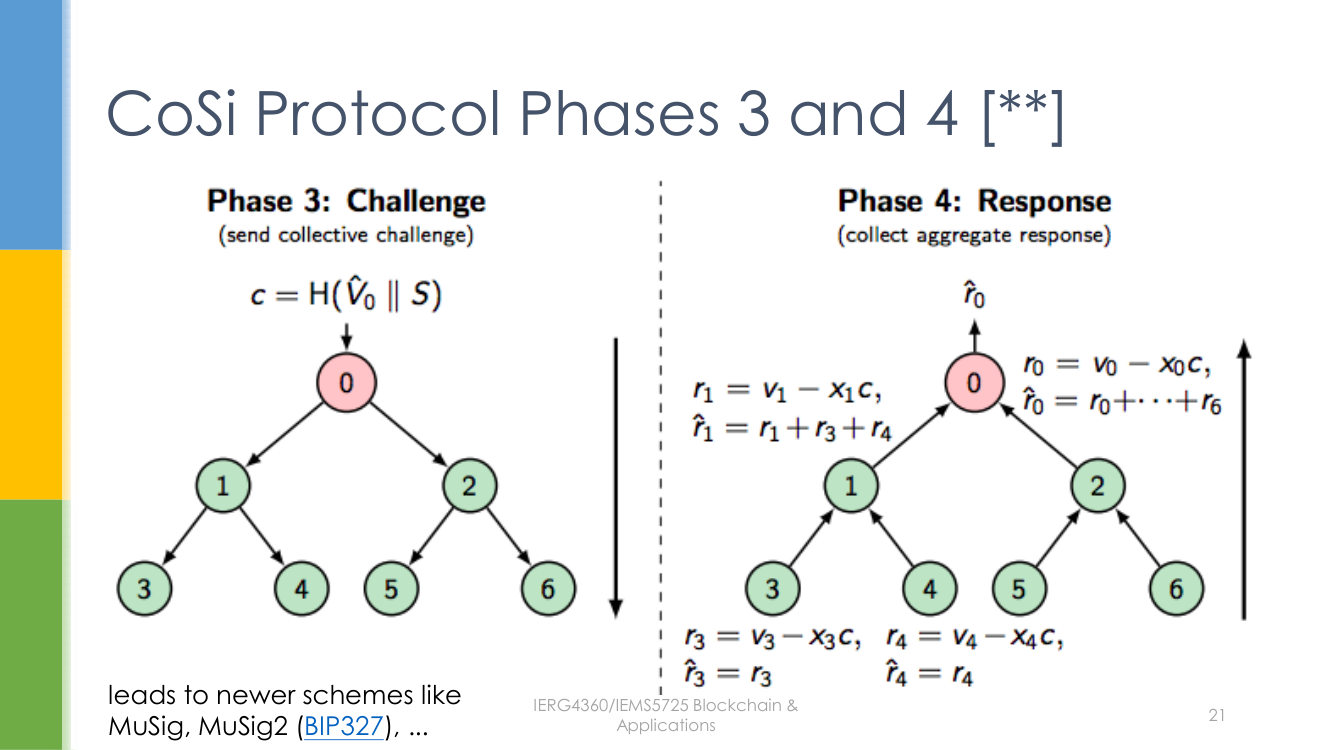 CoSi Protocol Phases 3 and 4 [**]
Phase 3: Challenge
(send collective challenge)
c = H(V̂₀ ∥ S)
0
1
2
3
4
5
6
leads to newer schemes like
MuSig, MuSig2 (BIP327), ...
Phase 4: Response
(collect aggregate response)
r̂₀
0
r₀ = v₀ − x₀c,
r̂₀ = r₀+···+r₆
r₁ = v₁ − x₁c,
r̂₁ = r₁+r₃+r₄
1
2
3
4
5
6
r₃ = v₃−x₃c,
r̂₃ = r₃
r₄ = v₄−x₄c,
r̂₄ = r₄
IERG4360/IEMS5725 Blockchain &
Applications
21